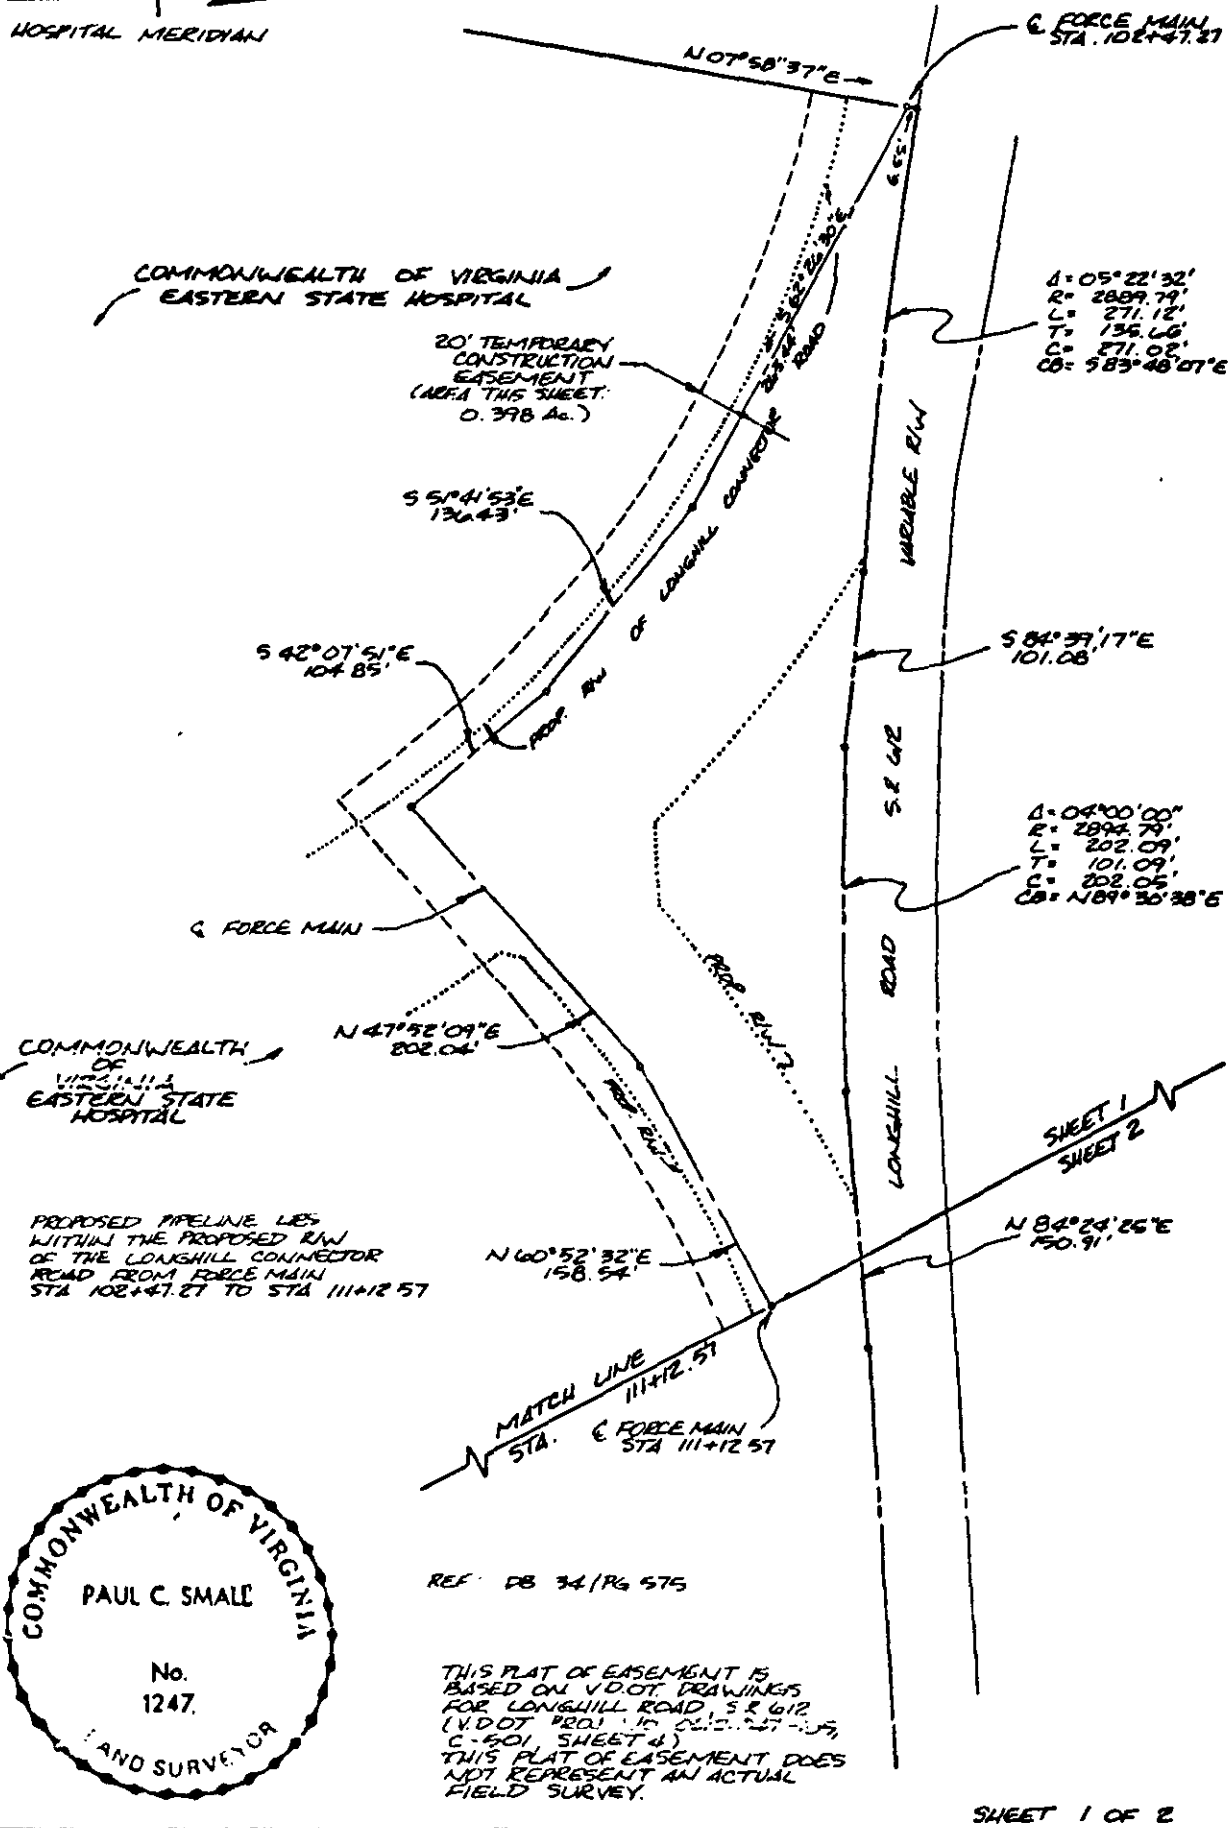 HOSPITAL MERIDIAN
N 07°58'37"E
₵ FORCE MAIN
STA. 102+47.27
6.65'
COMMONWEALTH OF VIRGINIA
EASTERN STATE HOSPITAL
20' TEMPORARY
CONSTRUCTION
EASEMENT
(AREA THIS SHEET:
0.398 Ac.)
S 62°26'30"E
263.44'
Δ= 05°22'32"
R= 2889.79'
L= 271.12'
T= 135.66'
C= 271.02'
CB= S83°48'07"E
S 51°41'53"E
136.43'
PROP. R/W OF LONGHILL CONNECTOR ROAD
VARIABLE R/W
S 42°07'51"E
104.85'
S 84°39'17"E
101.08'
LONGHILL ROAD S.R. 612
Δ= 04°00'00"
R= 2894.79'
L= 202.09'
T= 101.09'
C= 202.05'
CB= N89°30'38"E
₵ FORCE MAIN
N 47°52'09"E
202.04'
PROP. R/W
COMMONWEALTH
OF
VIRGINIA
EASTERN STATE
HOSPITAL
PROP. R/W
SHEET 1
SHEET 2
PROPOSED PIPELINE LIES
WITHIN THE PROPOSED R/W
OF THE LONGHILL CONNECTOR
ROAD FROM FORCE MAIN
STA 102+47.27 TO STA 111+12.57
N 60°52'32"E
158.54'
N 84°24'25"E
150.91'
MATCH LINE
STA. 111+12.57
₵ FORCE MAIN
STA 111+12.57
COMMONWEALTH OF VIRGINIA
PAUL C. SMALL
No.
1247.
LAND SURVEYOR
REF: DB 34/PG 575
THIS PLAT OF EASEMENT IS
BASED ON V.D.O.T. DRAWINGS
FOR LONGHILL ROAD, S.R. 612
(V.D.O.T.
C-501, SHEET 4)
THIS PLAT OF EASEMENT DOES
NOT REPRESENT AN ACTUAL
FIELD SURVEY.
SHEET 1 OF 2